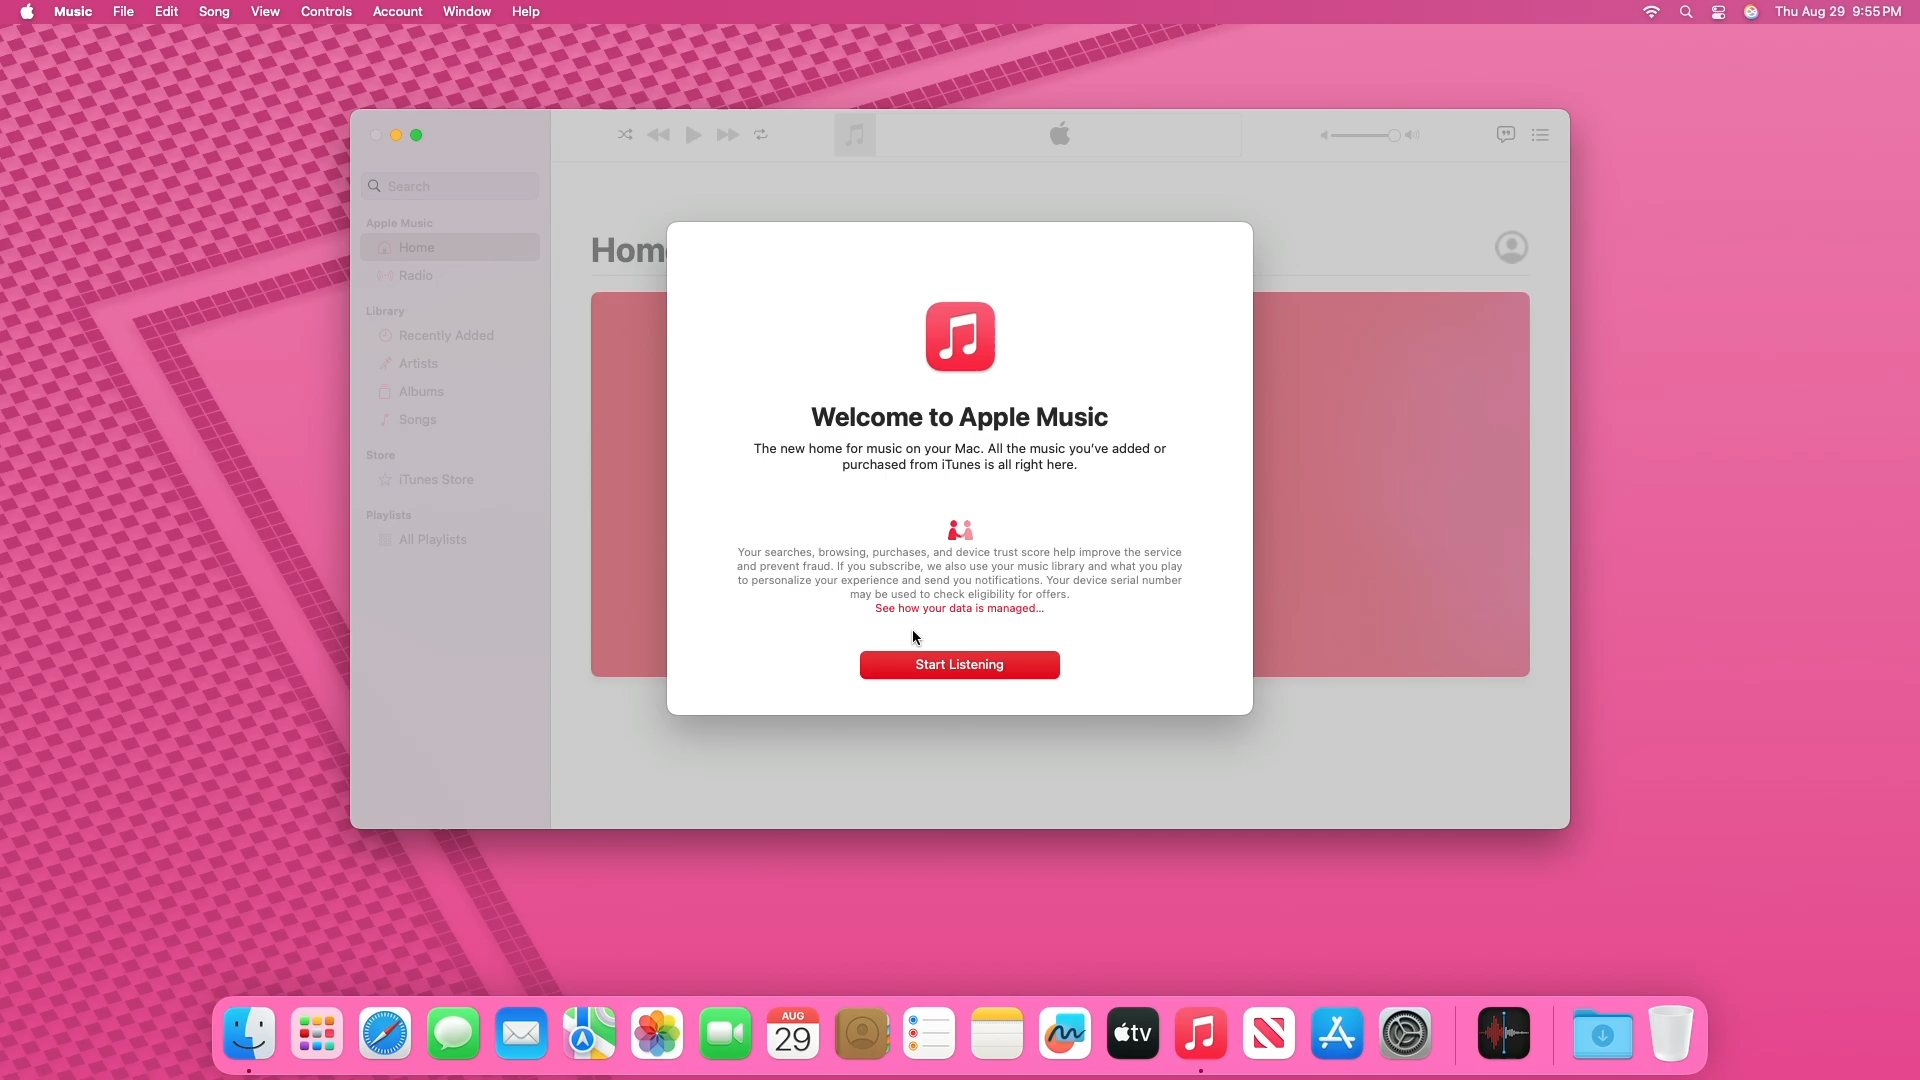 Music File Edit Song View Controls Account Window Help Thu Aug 29 9:55 PM
Search
Apple Music
Home
Radio
Library
Recently Added
Artists
Albums
Songs
Store
iTunes Store
Playlists
All Playlists
Hom
Welcome to Apple Music
The new home for music on your Mac. All the music you've added or
purchased from iTunes is all right here.
Your searches, browsing, purchases, and device trust score help improve the service
and prevent fraud. If you subscribe, we also use your music library and what you play
to personalize your experience and send you notifications. Your device serial number
may be used to check eligibility for offers.
See how your data is managed...
Start Listening
AUG
29
tv